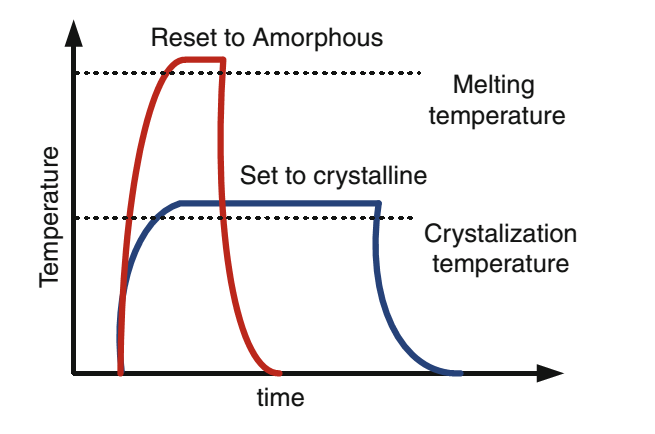 Reset to Amorphous
Melting
temperature
Set to crystalline
Crystalization
temperature
Temperature
time